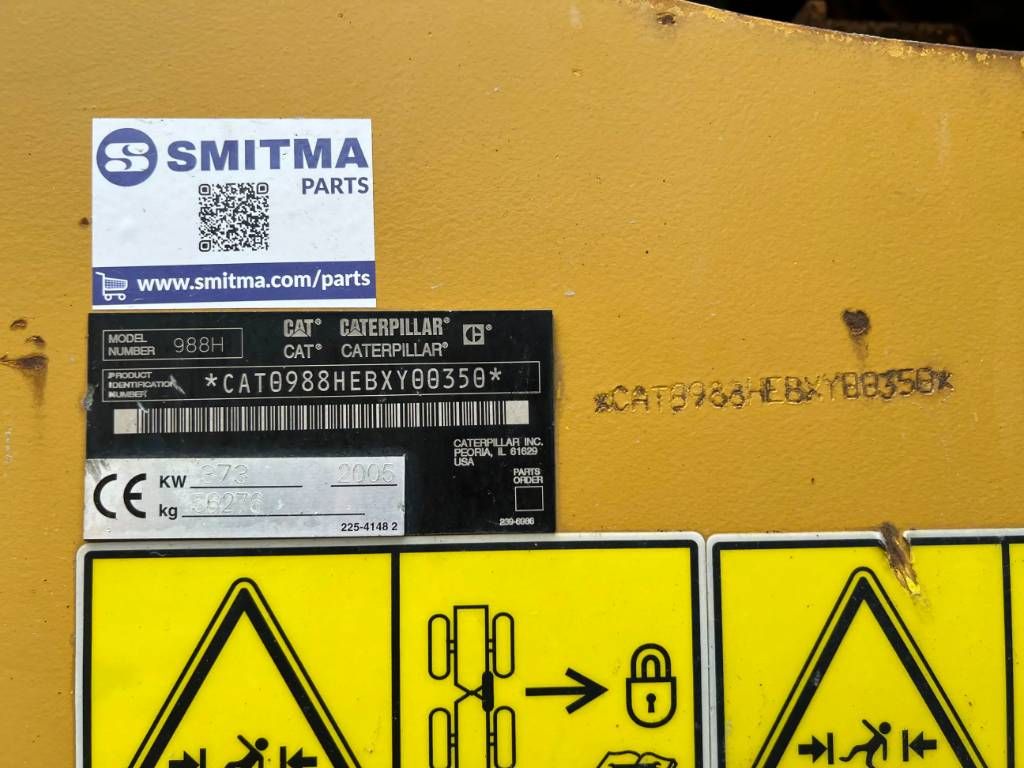 SMITMA
PARTS
www.smitma.com/parts
MODEL NUMBER 988H
CAT® CATERPILLAR®
CAT® CATERPILLAR®
PRODUCT IDENTIFICATION NUMBER *CAT0988HEBXY00350*
*CAT0988HEBXY00350*
CATERPILLAR INC.
PEORIA, IL 61629
USA
PARTS ORDER
CE KW 373 2005
kg
225-4148 2
239-6986